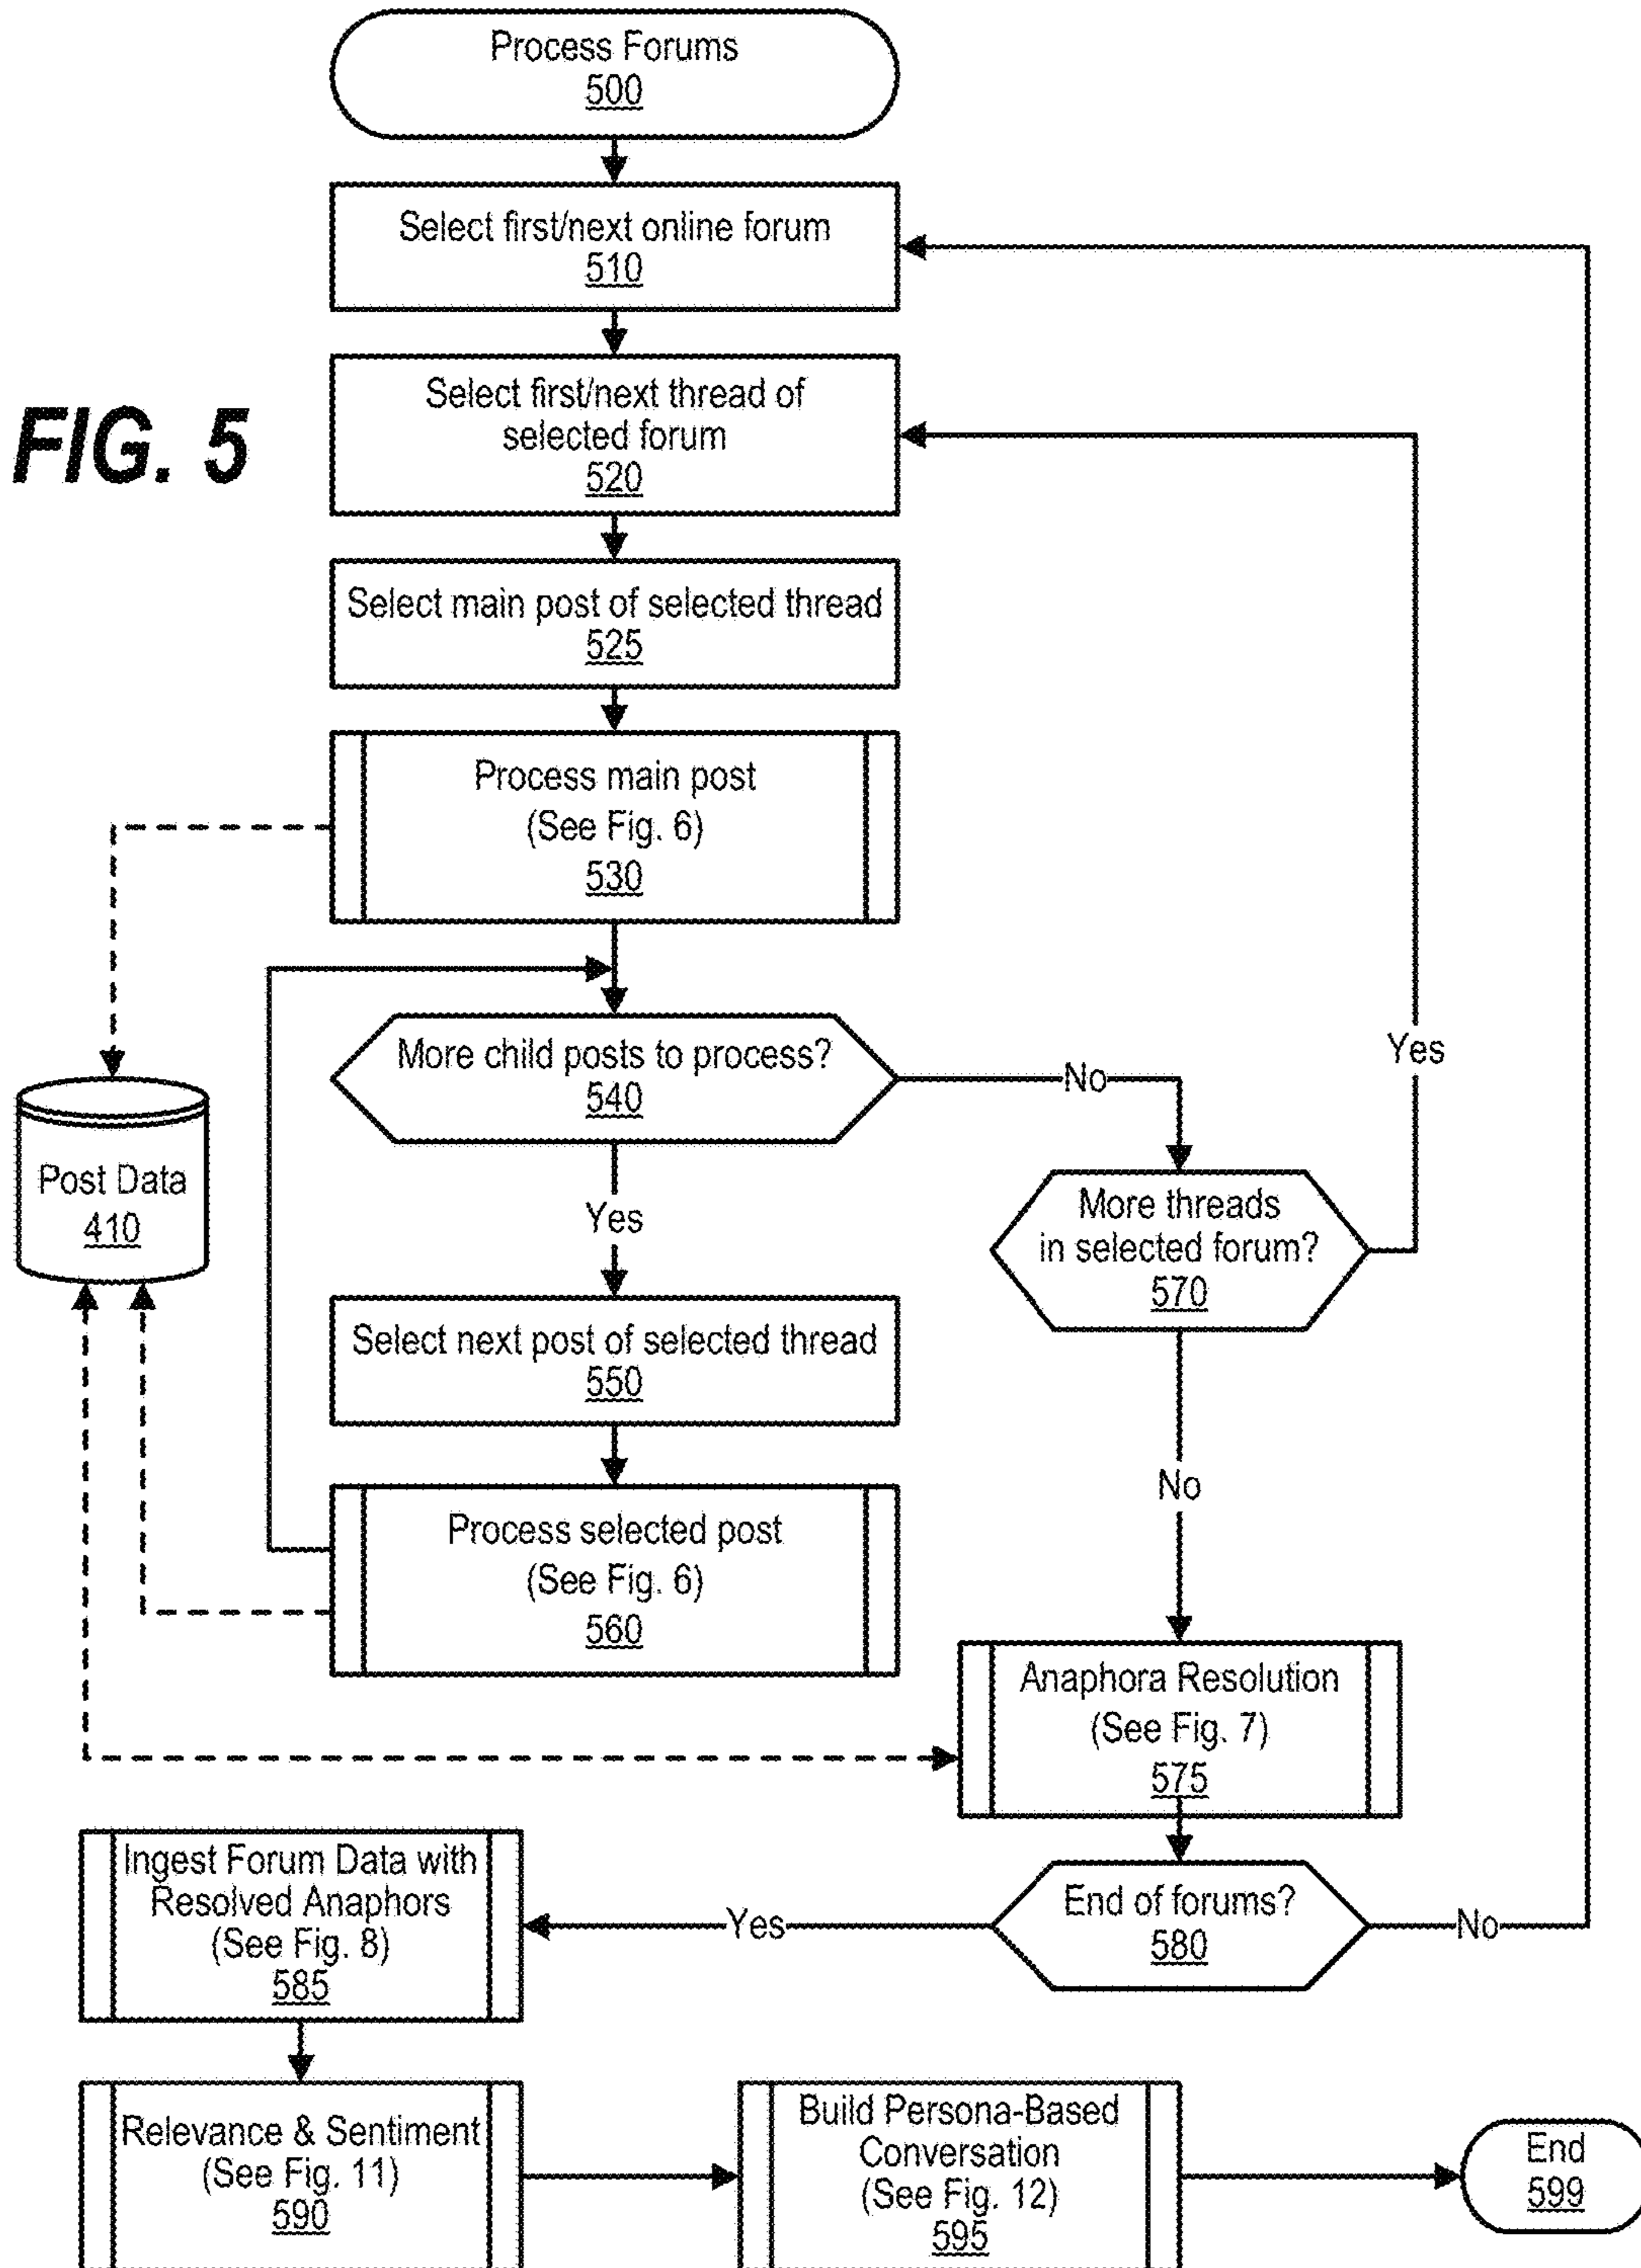 Process Forums
500
Select first/next online forum
510
FIG. 5
Select first/next thread of
selected forum
520
Select main post of selected thread
525
Process main post
(See Fig. 6)
530
More child posts to process?
540
No
Yes
Post Data
410
Yes
More threads
in selected forum?
570
Select next post of selected thread
550
No
Process selected post
(See Fig. 6)
560
Anaphora Resolution
(See Fig. 7)
575
Ingest Forum Data with
Resolved Anaphors
(See Fig. 8)
585
Yes
End of forums?
580
No
Relevance & Sentiment
(See Fig. 11)
590
Build Persona-Based
Conversation
(See Fig. 12)
595
End
599